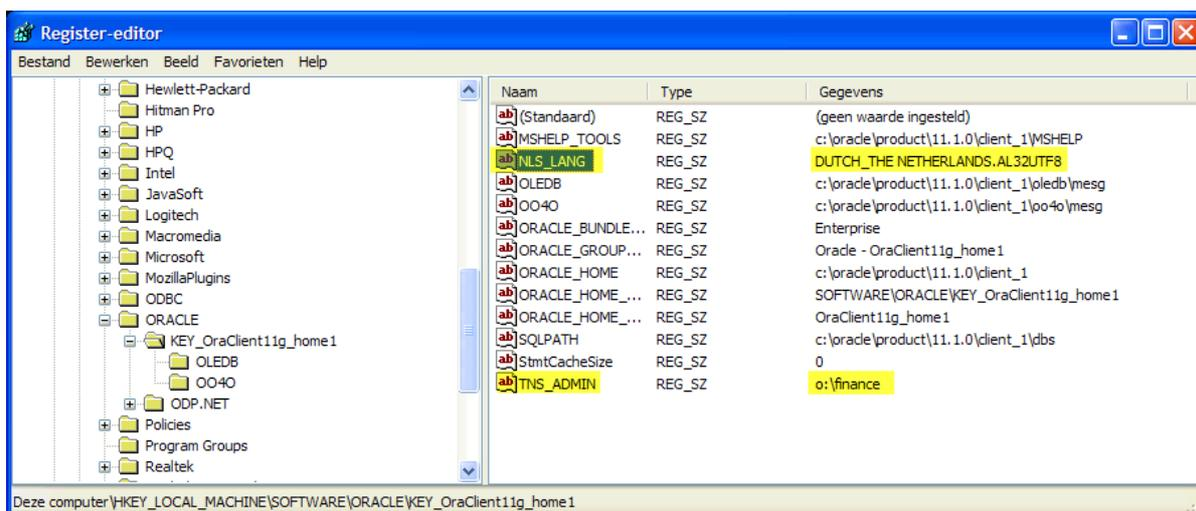 Register-editor
Bestand Bewerken Beeld Favorieten Help
Hewlett-Packard
Hitman Pro
HP
HPQ
Intel
JavaSoft
Logitech
Macromedia
Microsoft
MozillaPlugins
ODBC
ORACLE
KEY_OraClient11g_home1
OLEDB
OO4O
ODP.NET
Policies
Program Groups
Realtek
Naam Type Gegevens
(Standaard) REG_SZ (geen waarde ingesteld)
MSHELP_TOOLS REG_SZ c:\oracle\product\11.1.0\client_1\MSHELP
NLS_LANG REG_SZ DUTCH_THE NETHERLANDS.AL32UTF8
OLEDB REG_SZ c:\oracle\product\11.1.0\client_1\oledb\mesg
OO4O REG_SZ c:\oracle\product\11.1.0\client_1\oo4o\mesg
ORACLE_BUNDLE... REG_SZ Enterprise
ORACLE_GROUP... REG_SZ Oracle - OraClient11g_home1
ORACLE_HOME REG_SZ c:\oracle\product\11.1.0\client_1
ORACLE_HOME_... REG_SZ SOFTWARE\ORACLE\KEY_OraClient11g_home1
ORACLE_HOME_... REG_SZ OraClient11g_home1
SQLPATH REG_SZ c:\oracle\product\11.1.0\client_1\dbs
StmtCacheSize REG_SZ 0
TNS_ADMIN REG_SZ o:\finance
Deze computer\HKEY_LOCAL_MACHINE\SOFTWARE\ORACLE\KEY_OraClient11g_home1